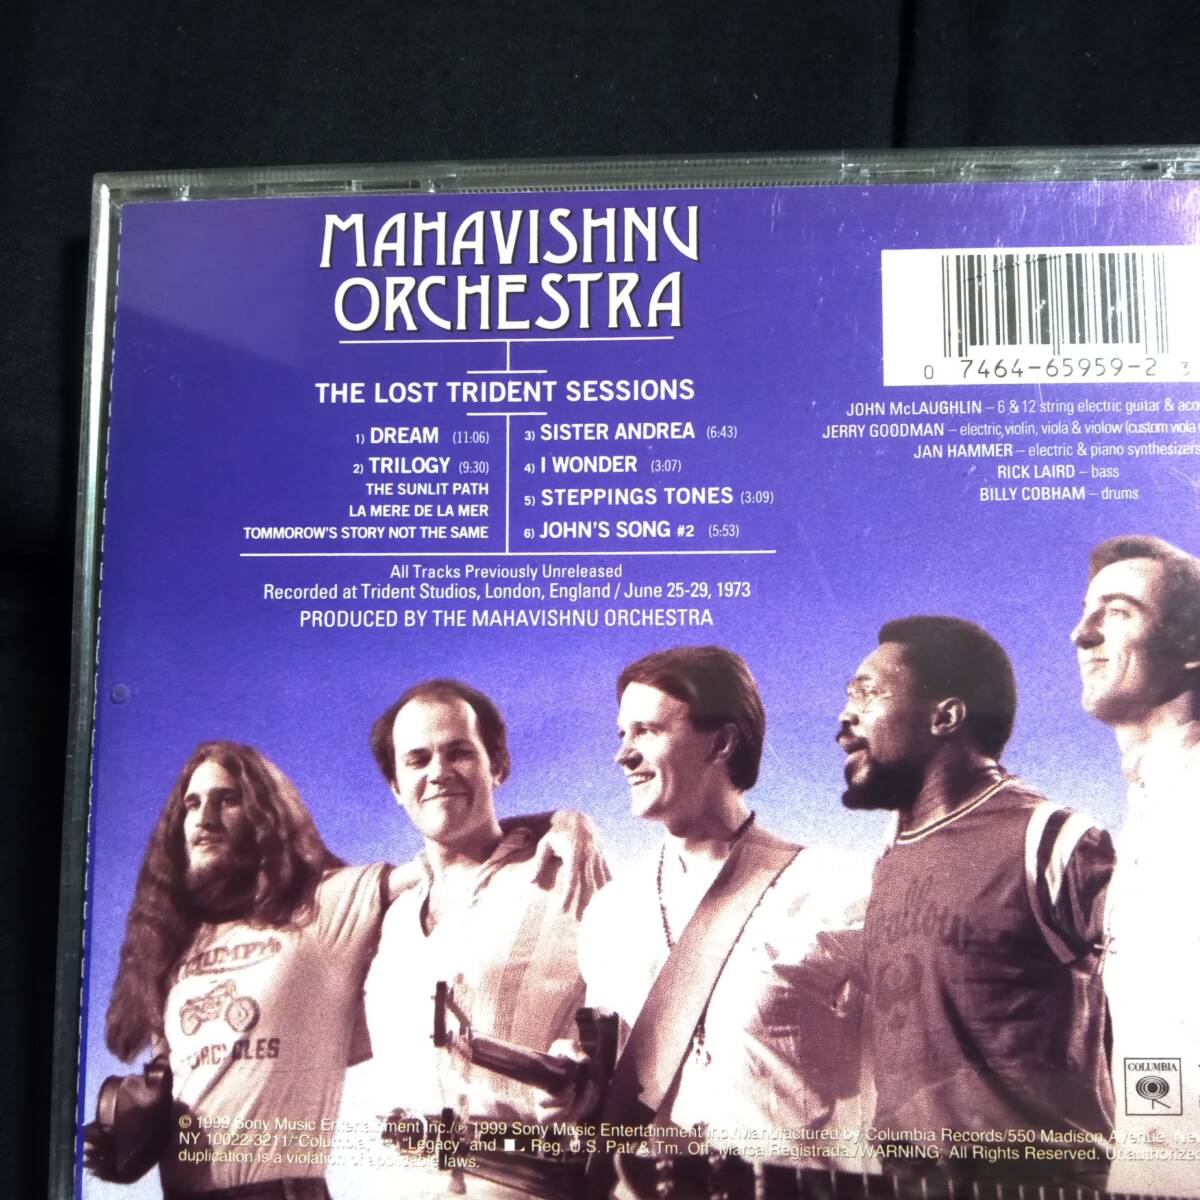 MAHAVISHNU
ORCHESTRA
THE LOST TRIDENT SESSIONS
1) DREAM (11:06)
2) TRILOGY (9:30)
THE SUNLIT PATH
LA MERE DE LA MER
TOMMOROW'S STORY NOT THE SAME
3) SISTER ANDREA (6:43)
4) I WONDER (3:07)
5) STEPPINGS TONES (3:09)
6) JOHN'S SONG #2 (5:53)
All Tracks Previously Unreleased
Recorded at Trident Studios, London, England / June 25-29, 1973
PRODUCED BY THE MAHAVISHNU ORCHESTRA
0 7464-65959-2 3
JOHN McLAUGHLIN – 6 & 12 string electric guitar &
JERRY GOODMAN – electric violin, viola & violow (custom viola
JAN HAMMER – electric & piano synthesizers
RICK LAIRD – bass
BILLY COBHAM – drums
COLUMBIA
© 1999 Sony Music Entertainment Inc./℗ 1999 Sony Music Entertainment Inc./Manufactured by Columbia Records/550 Madison Avenue,
NY 10022-3211/"Columbia," "Legacy" and Reg. U.S. Pat. & Tm. Off. Marca Registrada./WARNING: All Rights Reserved. Unauthorized
duplication is a violation of applicable laws.